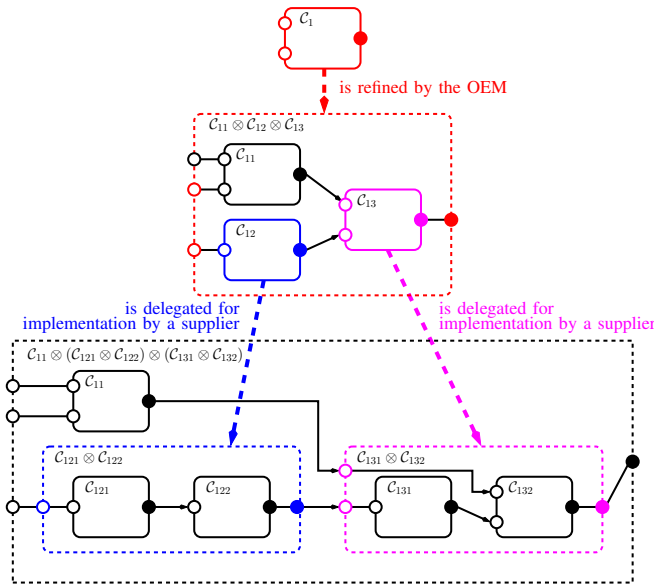 𝒞₁
is refined by the OEM
𝒞₁₁ ⊗ 𝒞₁₂ ⊗ 𝒞₁₃
𝒞₁₁
𝒞₁₃
𝒞₁₂
is delegated for
implementation by a supplier
is delegated for
implementation by a supplier
𝒞₁₁ ⊗ (𝒞₁₂₁ ⊗ 𝒞₁₂₂) ⊗ (𝒞₁₃₁ ⊗ 𝒞₁₃₂)
𝒞₁₁
𝒞₁₂₁ ⊗ 𝒞₁₂₂
𝒞₁₃₁ ⊗ 𝒞₁₃₂
𝒞₁₂₁
𝒞₁₂₂
𝒞₁₃₁
𝒞₁₃₂